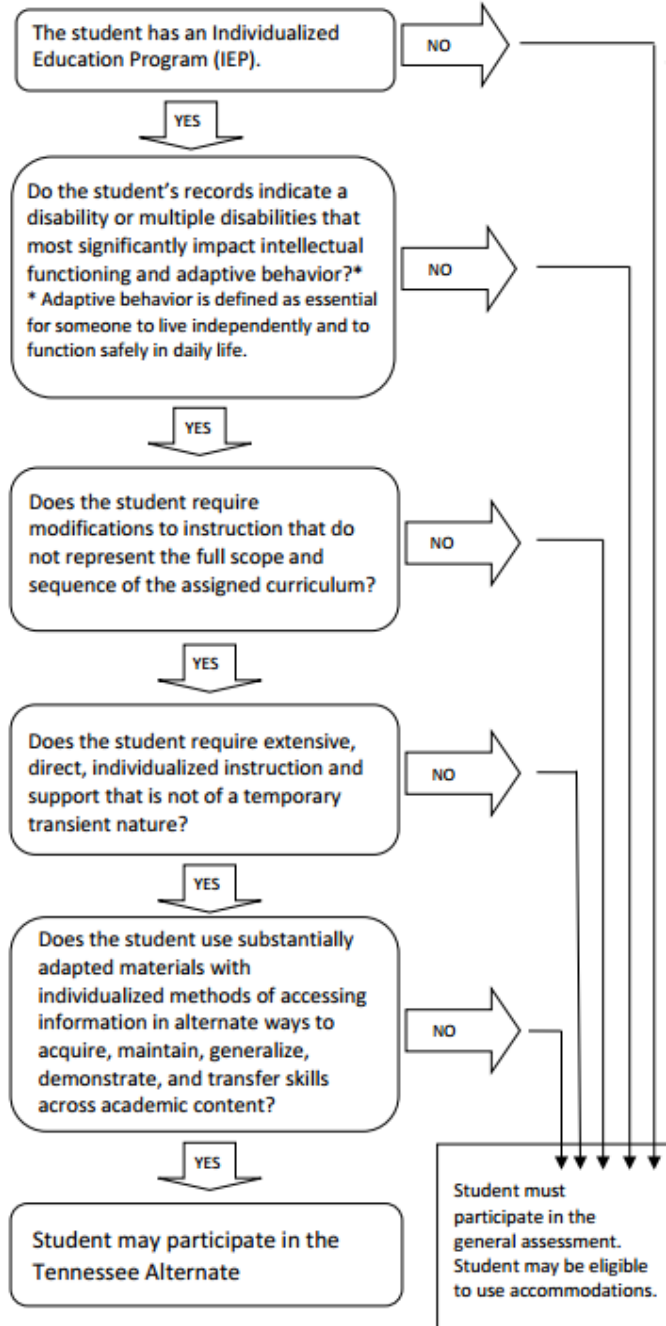 The student has an Individualized
Education Program (IEP).
NO
YES
Do the student's records indicate a
disability or multiple disabilities that
most significantly impact intellectual
functioning and adaptive behavior?*
* Adaptive behavior is defined as essential
for someone to live independently and to
function safely in daily life.
NO
YES
Does the student require
modifications to instruction that do
not represent the full scope and
sequence of the assigned curriculum?
NO
YES
Does the student require extensive,
direct, individualized instruction and
support that is not of a temporary
transient nature?
NO
YES
Does the student use substantially
adapted materials with
individualized methods of accessing
information in alternate ways to
acquire, maintain, generalize,
demonstrate, and transfer skills
across academic content?
NO
YES
Student may participate in the
Tennessee Alternate
Student must
participate in the
general assessment.
Student may be eligible
to use accommodations.